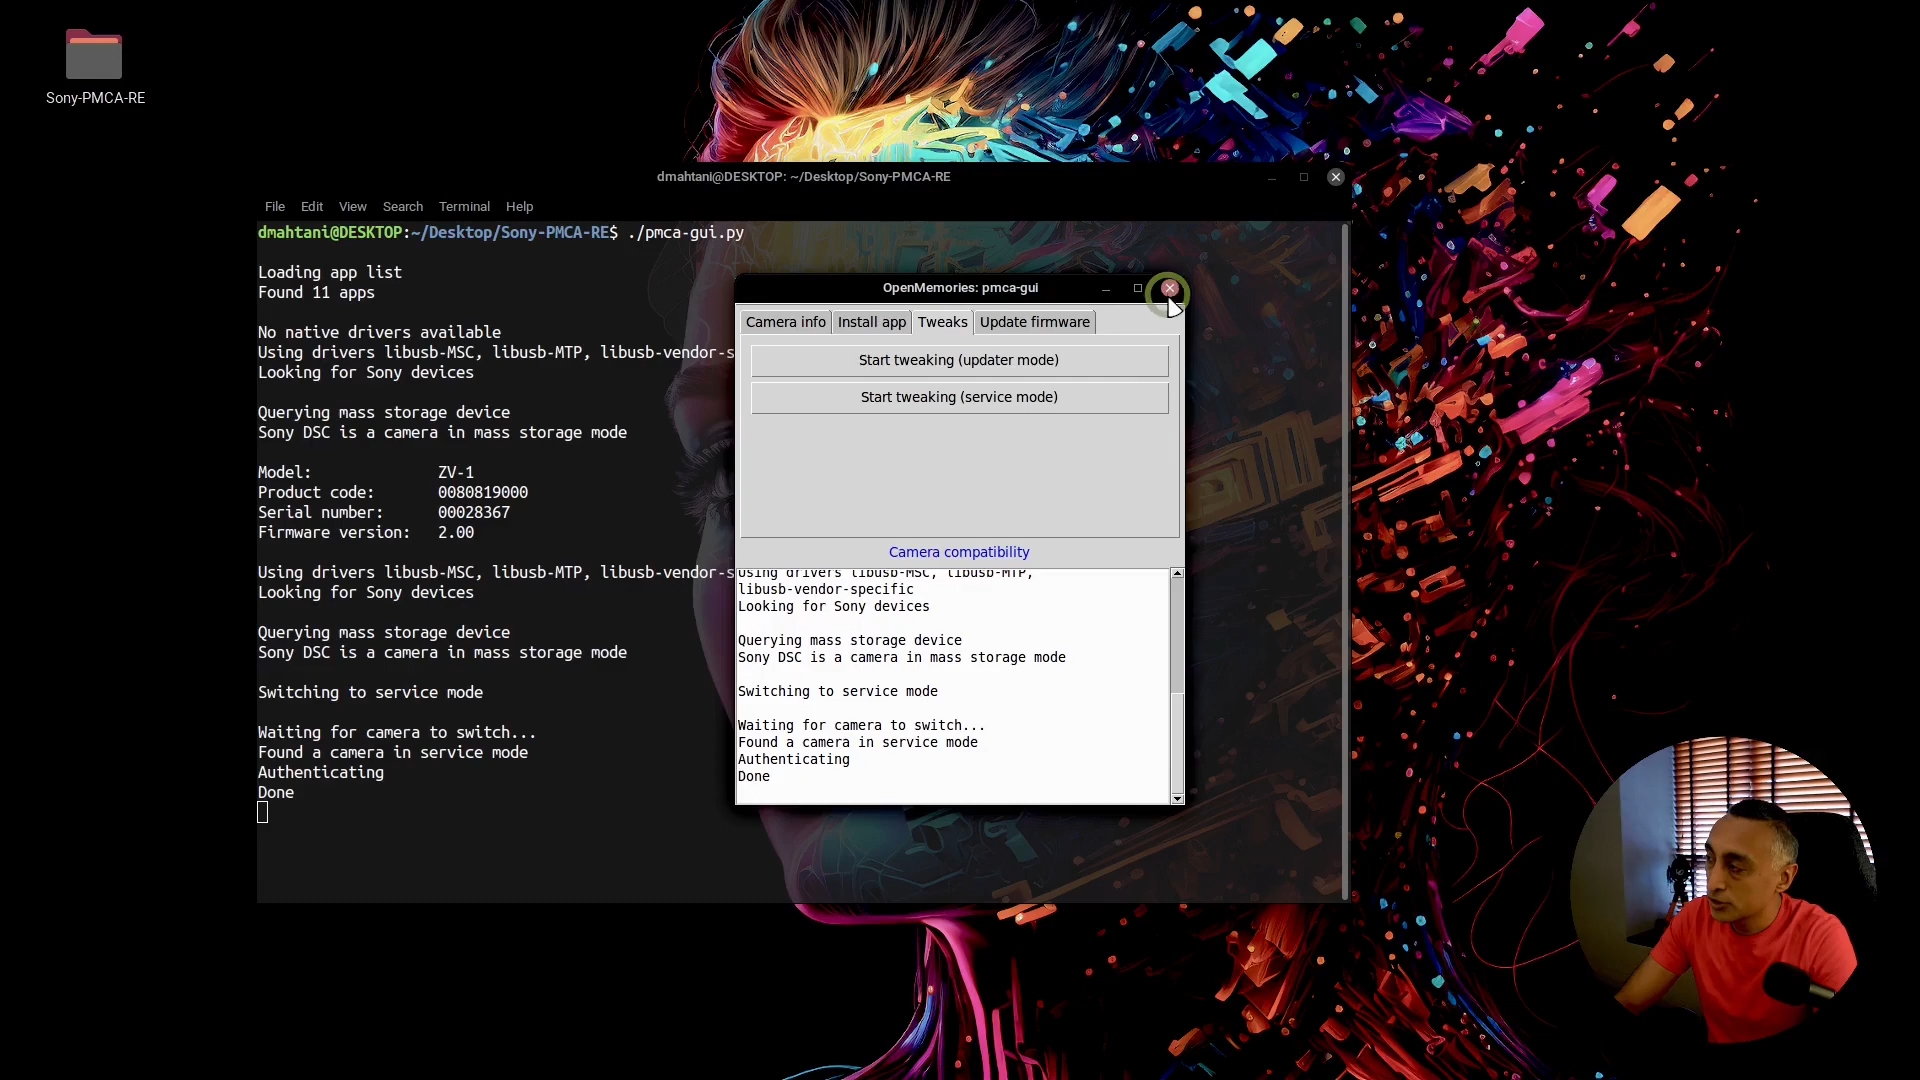 Sony-PMCA-RE
dmahtani@DESKTOP: ~/Desktop/Sony-PMCA-RE
File Edit View Search Terminal Help
dmahtani@DESKTOP:~/Desktop/Sony-PMCA-RE$ ./pmca-gui.py
Loading app list
Found 11 apps
No native drivers available
Using drivers libusb-MSC, libusb-MTP, libusb-vendor-s
Looking for Sony devices
Querying mass storage device
Sony DSC is a camera in mass storage mode
Model: ZV-1
Product code: 0080819000
Serial number: 00028367
Firmware version: 2.00
Using drivers libusb-MSC, libusb-MTP, libusb-vendor-s
Looking for Sony devices
Querying mass storage device
Sony DSC is a camera in mass storage mode
Switching to service mode
Waiting for camera to switch...
Found a camera in service mode
Authenticating
Done
OpenMemories: pmca-gui
Camera info Install app Tweaks Update firmware
Start tweaking (updater mode)
Start tweaking (service mode)
Camera compatibility
Using drivers libusb-MSC, libusb-MTP,
libusb-vendor-specific
Looking for Sony devices
Querying mass storage device
Sony DSC is a camera in mass storage mode
Switching to service mode
Waiting for camera to switch...
Found a camera in service mode
Authenticating
Done